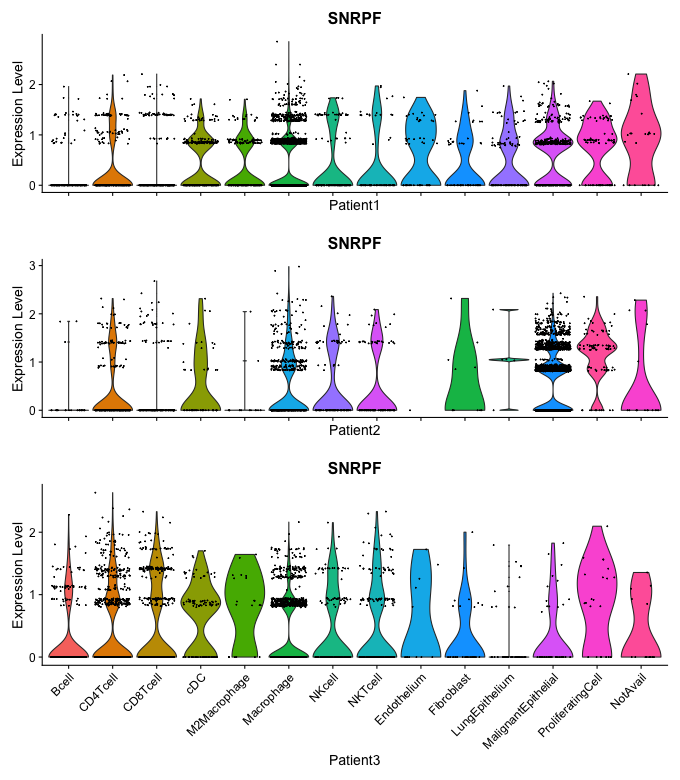 SNRPF
Expression Level
2
1
0
Patient1
SNRPF
Expression Level
3
2
1
0
Patient2
SNRPF
Expression Level
2
1
0
Bcell
CD4Tcell
CD8Tcell
cDC
M2Macrophage
Macrophage
NKcell
NKTcell
Endothelium
Fibroblast
LungEpithelium
MalignantEpithelial
ProliferatingCell
NotAvail
Patient3